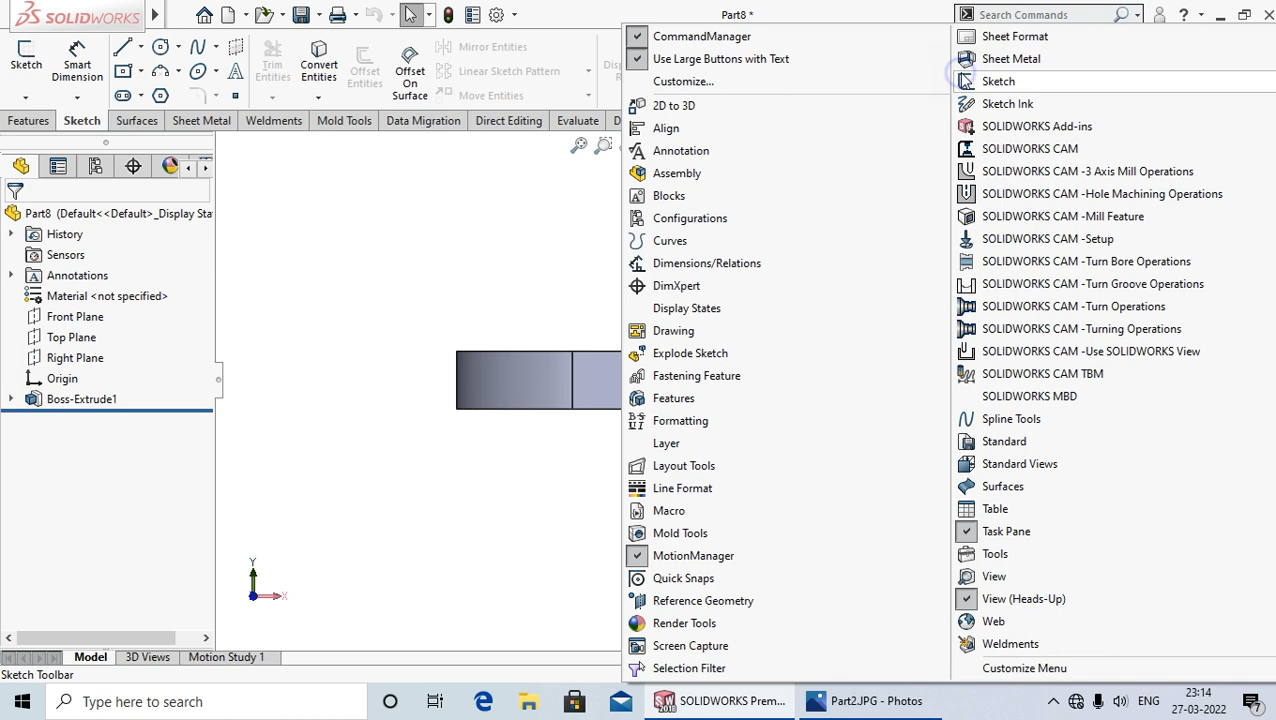 SOLIDWORKS
Part8 *
Search Commands
Sketch
Smart Dimension
Trim Entities
Convert Entities
Offset Entities
Offset On Surface
Mirror Entities
Linear Sketch Pattern
Move Entities
Features
Sketch
Surfaces
Sheet Metal
Weldments
Mold Tools
Data Migration
Direct Editing
Evaluate
Part8 (Default<<Default>_Display Sta
History
Sensors
Annotations
Material <not specified>
Front Plane
Top Plane
Right Plane
Origin
Boss-Extrude1
Y
X
CommandManager
Use Large Buttons with Text
Customize...
2D to 3D
Align
Annotation
Assembly
Blocks
Configurations
Curves
Dimensions/Relations
DimXpert
Display States
Drawing
Explode Sketch
Fastening Feature
Features
Formatting
Layer
Layout Tools
Line Format
Macro
Mold Tools
MotionManager
Quick Snaps
Reference Geometry
Render Tools
Screen Capture
Selection Filter
Sheet Format
Sheet Metal
Sketch
Sketch Ink
SOLIDWORKS Add-ins
SOLIDWORKS CAM
SOLIDWORKS CAM -3 Axis Mill Operations
SOLIDWORKS CAM -Hole Machining Operations
SOLIDWORKS CAM -Mill Feature
SOLIDWORKS CAM -Setup
SOLIDWORKS CAM -Turn Bore Operations
SOLIDWORKS CAM -Turn Groove Operations
SOLIDWORKS CAM -Turn Operations
SOLIDWORKS CAM -Turning Operations
SOLIDWORKS CAM -Use SOLIDWORKS View
SOLIDWORKS CAM TBM
SOLIDWORKS MBD
Spline Tools
Standard
Standard Views
Surfaces
Table
Task Pane
Tools
View
View (Heads-Up)
Web
Weldments
Customize Menu
Model
3D Views
Motion Study 1
Sketch Toolbar
Type here to search
SOLIDWORKS Prem...
Part2.JPG - Photos
ENG
23:14
27-03-2022